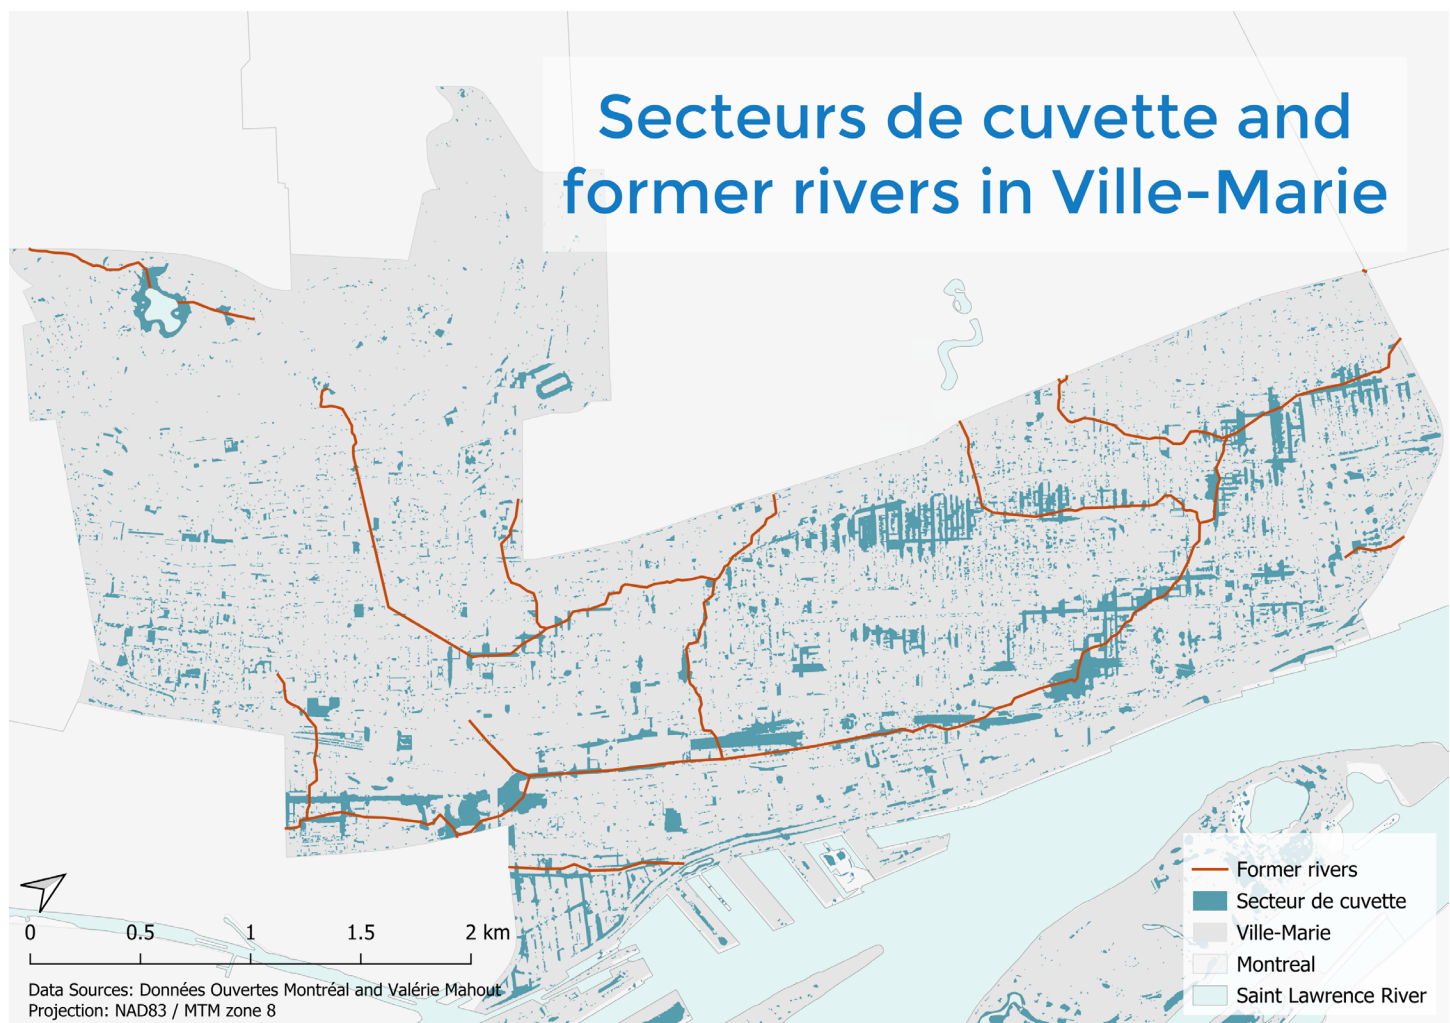 Secteurs de cuvette and
former rivers in Ville-Marie
Former rivers
Secteur de cuvette
Ville-Marie
Montreal
Saint Lawrence River
0 0.5 1 1.5 2 km
Data Sources: Données Ouvertes Montréal and Valérie Mahout
Projection: NAD83 / MTM zone 8